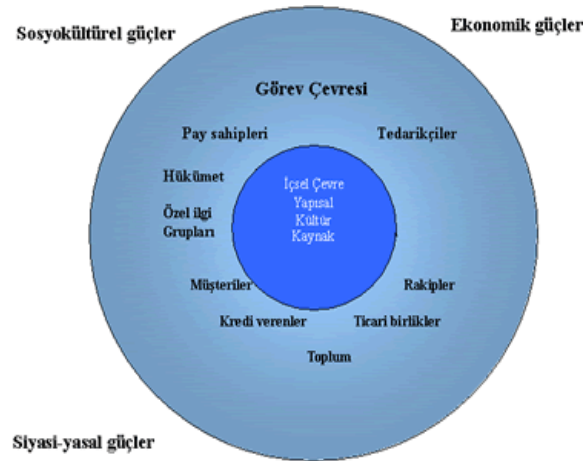 Sosyokültürel güçler
Ekonomik güçler
Görev Çevresi
Pay sahipleri
Tedarikçiler
Hükümet
İçsel Çevre
Yapısal
Kültür
Kaynak
Özel ilgi
Grupları
Müşteriler
Rakipler
Kredi verenler
Ticari birlikler
Toplum
Siyasi-yasal güçler